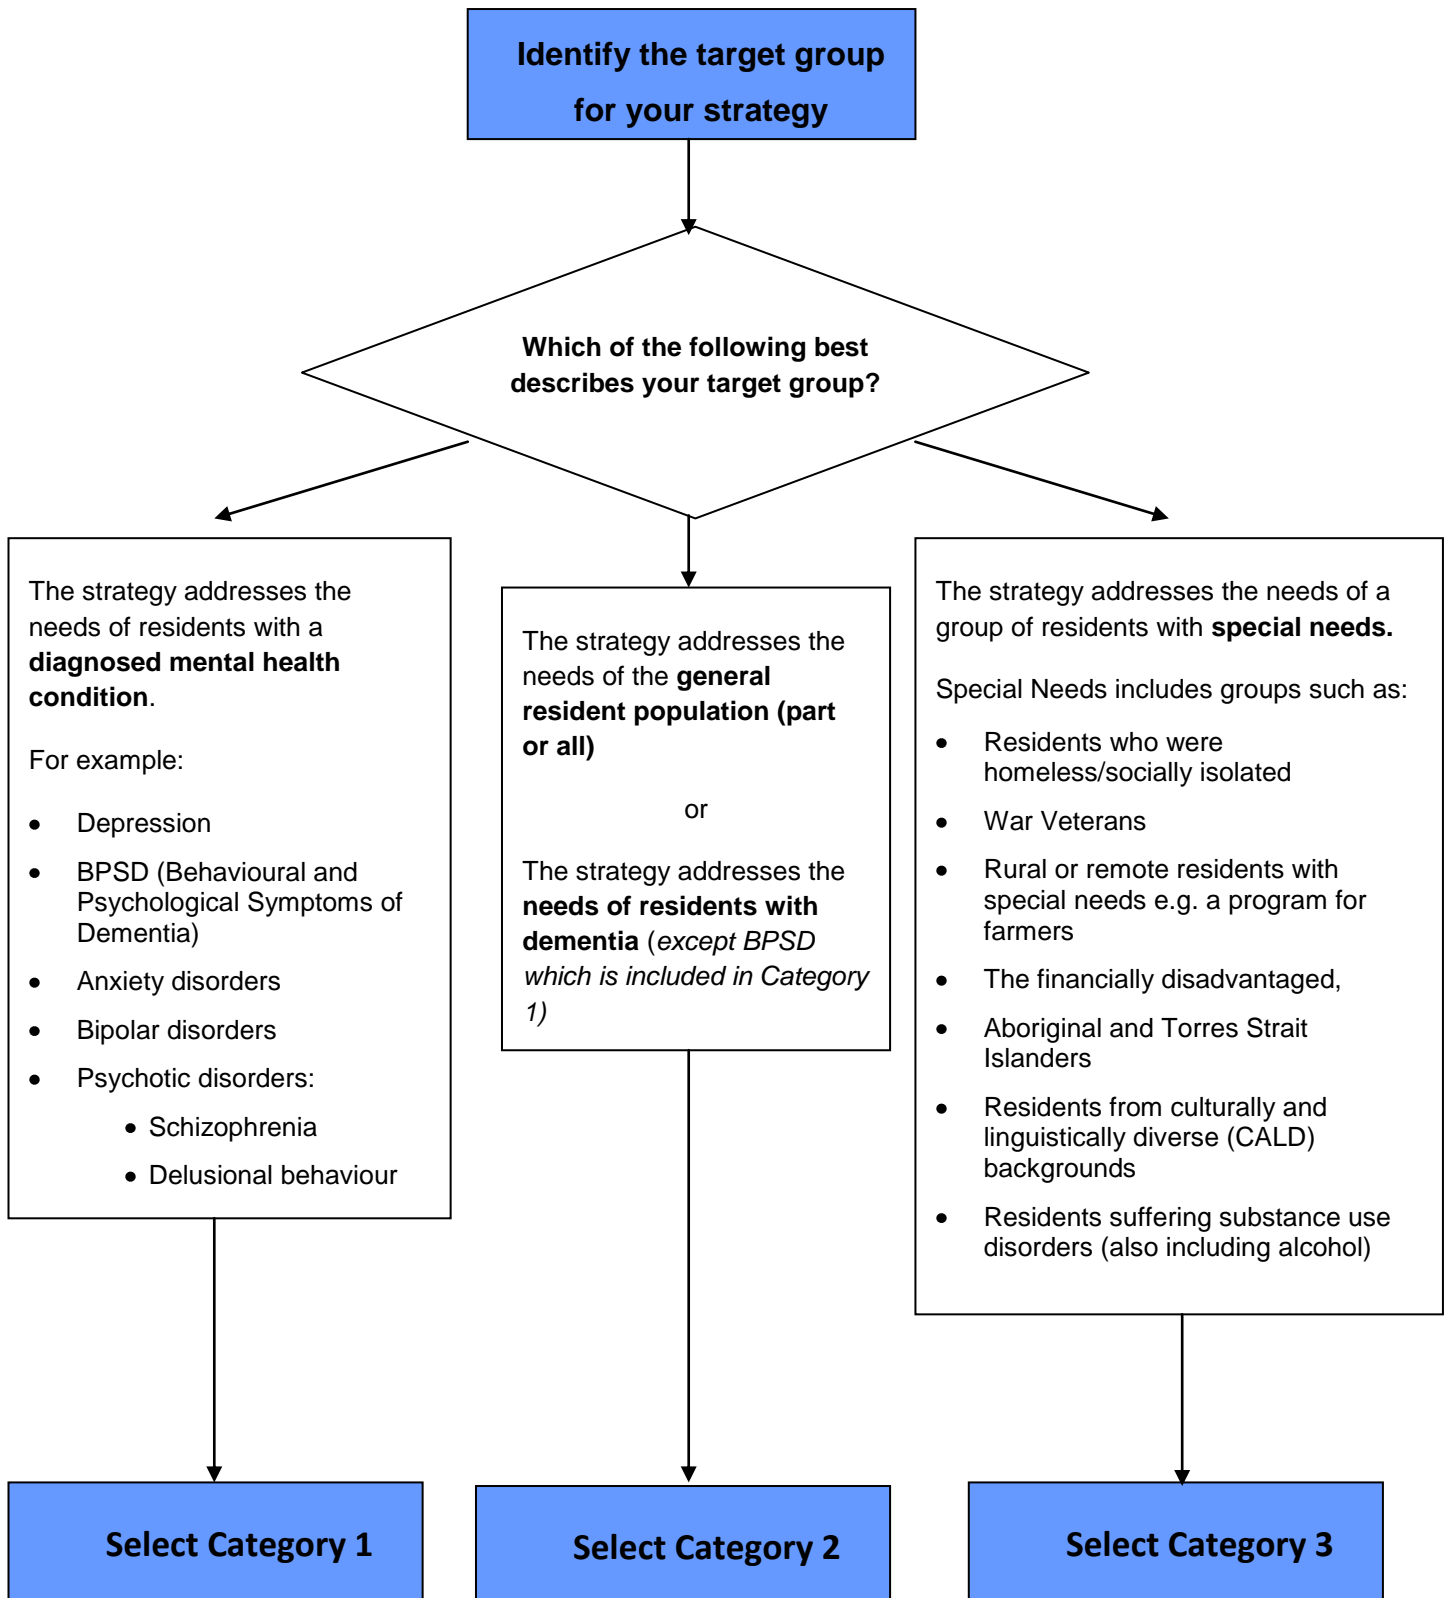 Identify the target group
for your strategy
Which of the following best
describes your target group?
The strategy addresses the
needs of residents with a
diagnosed mental health
condition.
For example:
• Depression
• BPSD (Behavioural and
Psychological Symptoms of
Dementia)
• Anxiety disorders
• Bipolar disorders
• Psychotic disorders:
• Schizophrenia
• Delusional behaviour
The strategy addresses the
needs of the general
resident population (part
or all)
or
The strategy addresses the
needs of residents with
dementia (except BPSD
which is included in Category
1)
The strategy addresses the needs of a
group of residents with special needs.
Special Needs includes groups such as:
• Residents who were
homeless/socially isolated
• War Veterans
• Rural or remote residents with
special needs e.g. a program for
farmers
• The financially disadvantaged,
• Aboriginal and Torres Strait
Islanders
• Residents from culturally and
linguistically diverse (CALD)
backgrounds
• Residents suffering substance use
disorders (also including alcohol)
Select Category 1
Select Category 2
Select Category 3